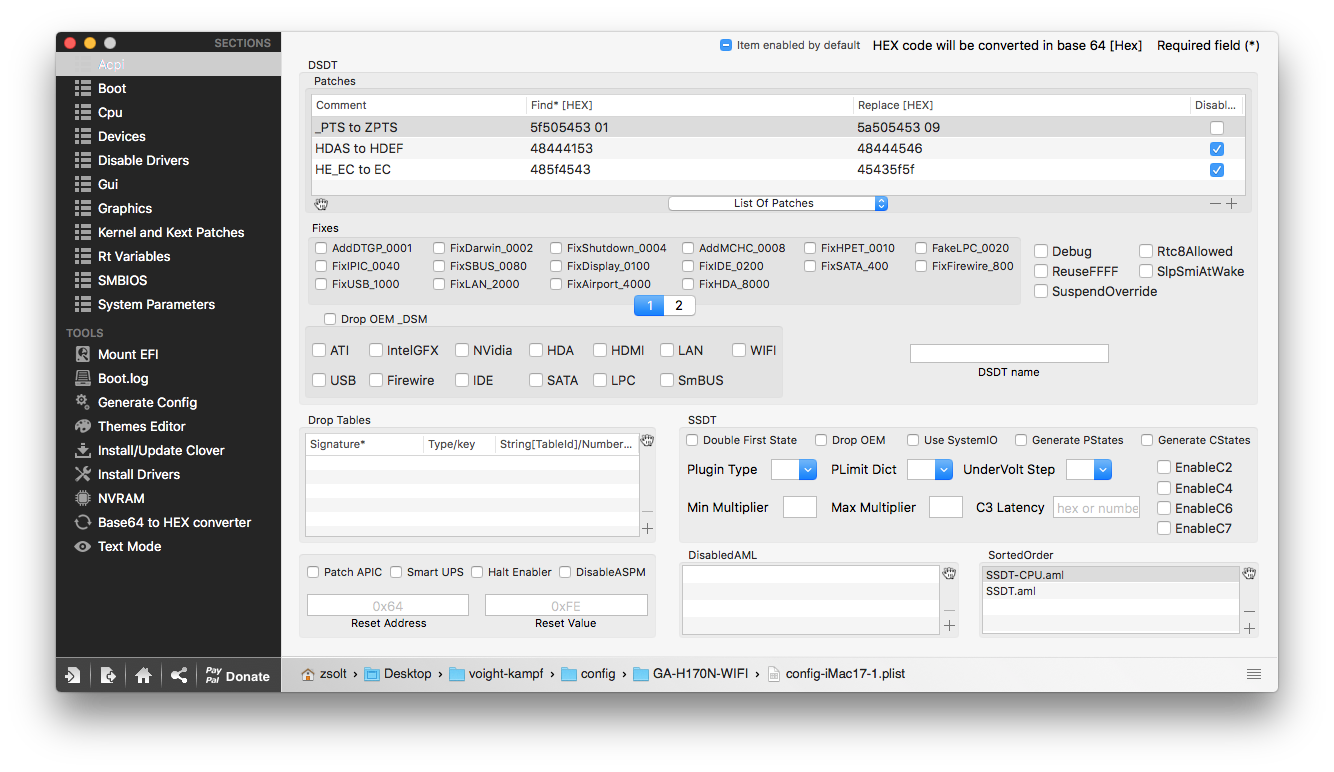 SECTIONS
Acpi
Boot
Cpu
Devices
Disable Drivers
Gui
Graphics
Kernel and Kext Patches
Rt Variables
SMBIOS
System Parameters
TOOLS
Mount EFI
Boot.log
Generate Config
Themes Editor
Install/Update Clover
Install Drivers
NVRAM
Base64 to HEX converter
Text Mode
Pay
Pal
Donate
Item enabled by default HEX code will be converted in base 64 [Hex] Required field (*)
DSDT
Patches
Comment Find* [HEX] Replace [HEX] Disabl...
_PTS to ZPTS 5f505453 01 5a505453 09
HDAS to HDEF 48444153 48444546
HE_EC to EC 485f4543 45435f5f
List Of Patches
Fixes
AddDTGP_0001 FixDarwin_0002 FixShutdown_0004 AddMCHC_0008 FixHPET_0010 FakeLPC_0020
FixIPIC_0040 FixSBUS_0080 FixDisplay_0100 FixIDE_0200 FixSATA_400 FixFirewire_800
FixUSB_1000 FixLAN_2000 FixAirport_4000 FixHDA_8000
1 2
Debug Rtc8Allowed
ReuseFFFF SlpSmiAtWake
SuspendOverride
Drop OEM _DSM
ATI IntelGFX NVidia HDA HDMI LAN WIFI
USB Firewire IDE SATA LPC SmBUS
DSDT name
Drop Tables
Signature* Type/key String[TableId]/Number...
SSDT
Double First State Drop OEM Use SystemIO Generate PStates Generate CStates
Plugin Type PLimit Dict UnderVolt Step
Min Multiplier Max Multiplier C3 Latency hex or numbe
EnableC2
EnableC4
EnableC6
EnableC7
Patch APIC Smart UPS Halt Enabler DisableASPM
0x64 0xFE
Reset Address Reset Value
DisabledAML
SortedOrder
SSDT-CPU.aml
SSDT.aml
zsolt › Desktop › voight-kampf › config › GA-H170N-WIFI › config-iMac17-1.plist